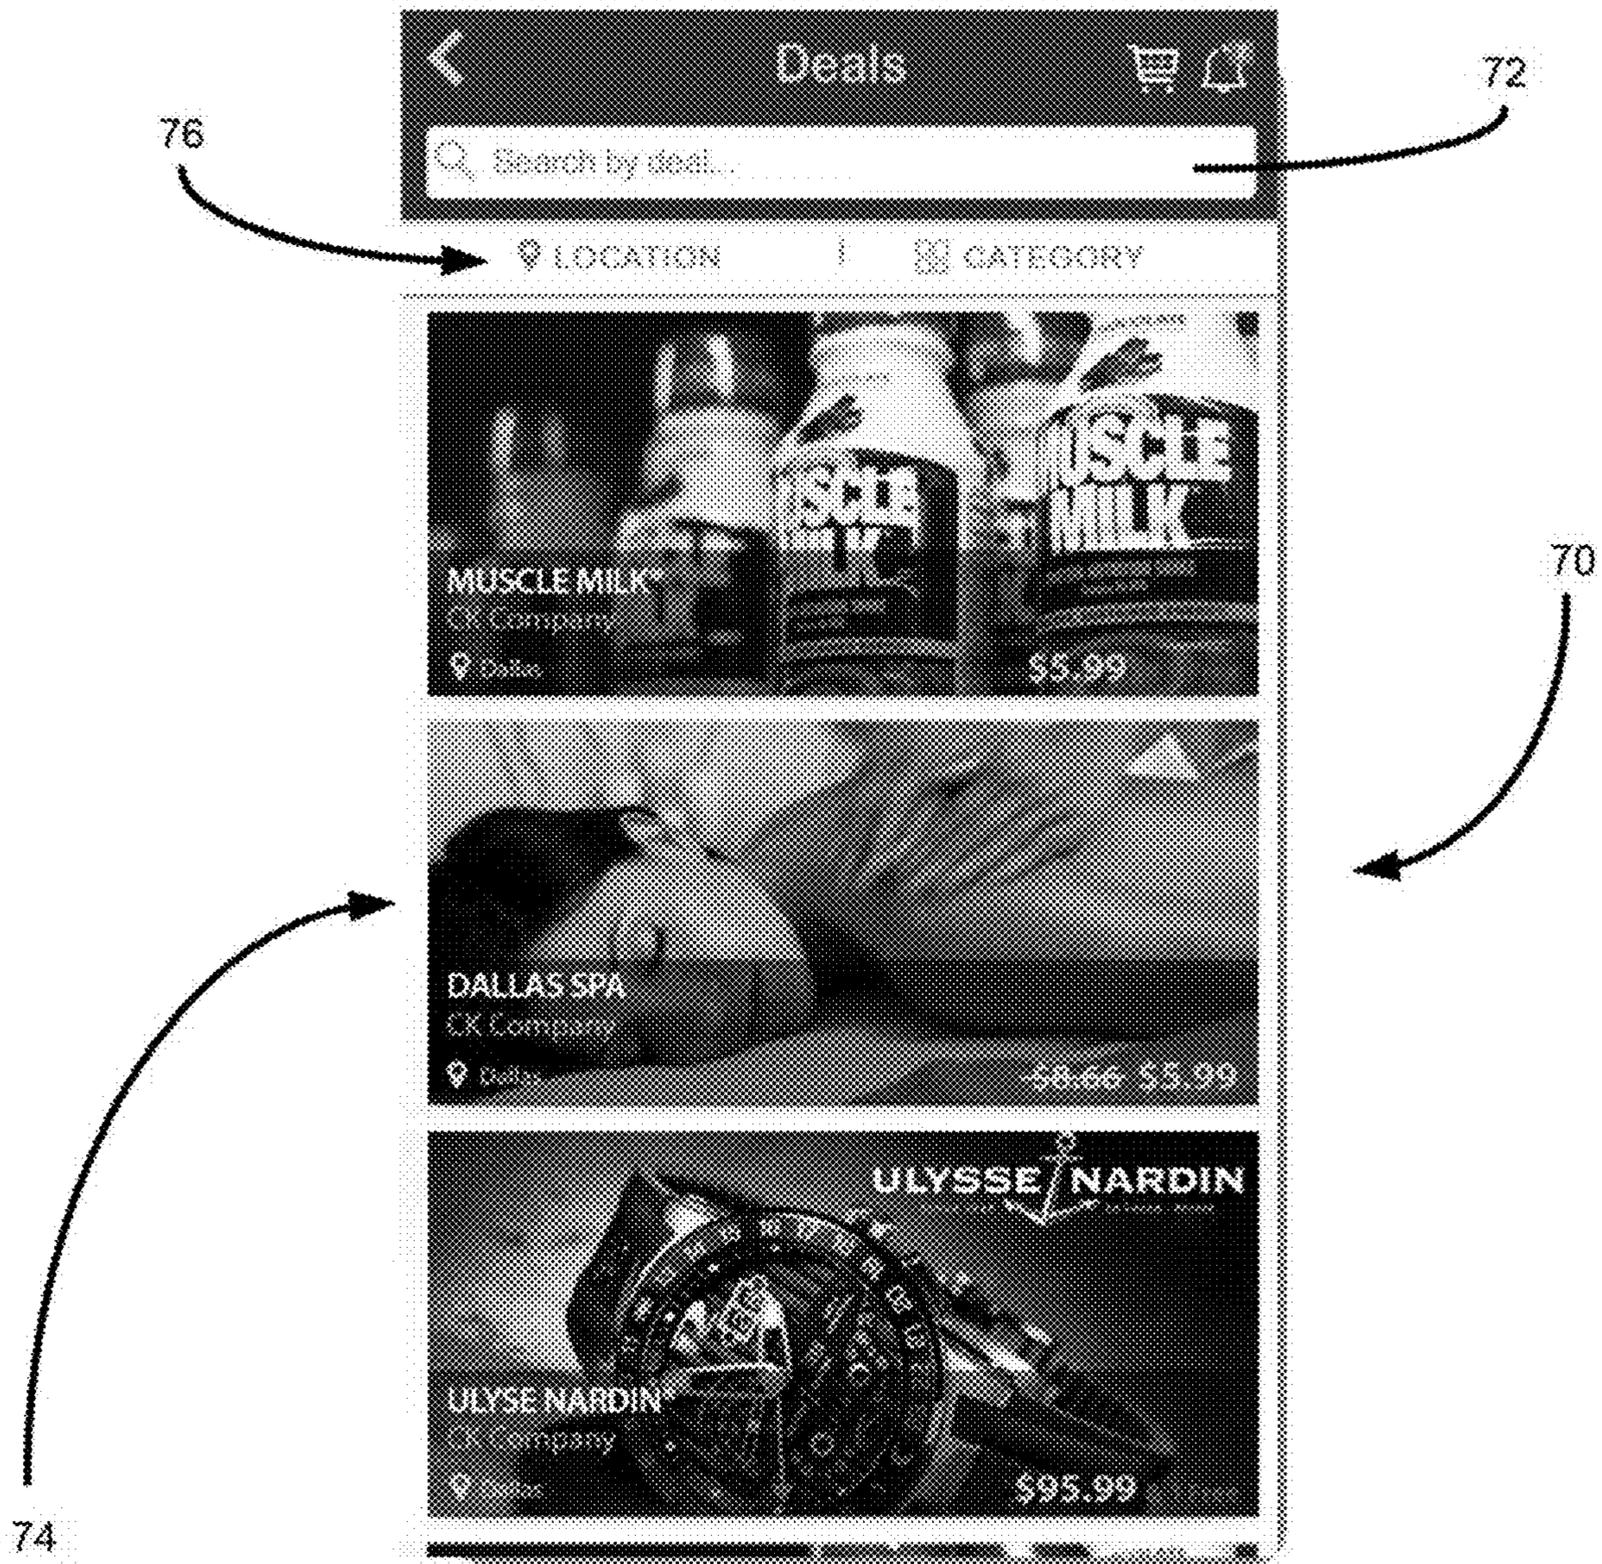 Deals
72
76
Search by deal...
LOCATION
CATEGORY
MUSCLE
MILK
MUSCLE MILK®
CK Company
Dallas
$5.99
70
DALLAS SPA
CK Company
Dallas
$8.66 $5.99
ULYSSE NARDIN
ULYSE NARDIN®
CK Company
Dallas
$95.99
74